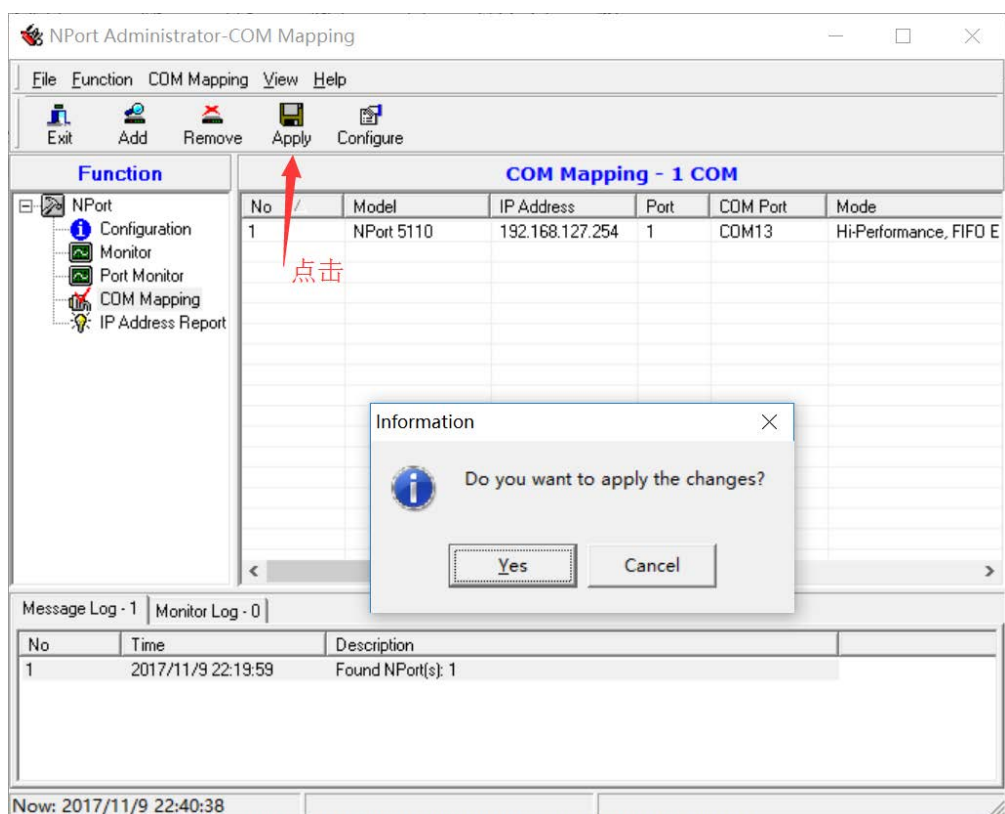 NPort Administrator-COM Mapping
File Function COM Mapping View Help
Exit Add Remove Apply Configure
Function
COM Mapping - 1 COM
NPort
Configuration
Monitor
Port Monitor
COM Mapping
IP Address Report
No / Model IP Address Port COM Port Mode
1 NPort 5110 192.168.127.254 1 COM13 Hi-Performance, FIFO E
点击
Information
Do you want to apply the changes?
Yes Cancel
Message Log - 1 Monitor Log - 0
No Time Description
1 2017/11/9 22:19:59 Found NPort(s): 1
Now: 2017/11/9 22:40:38